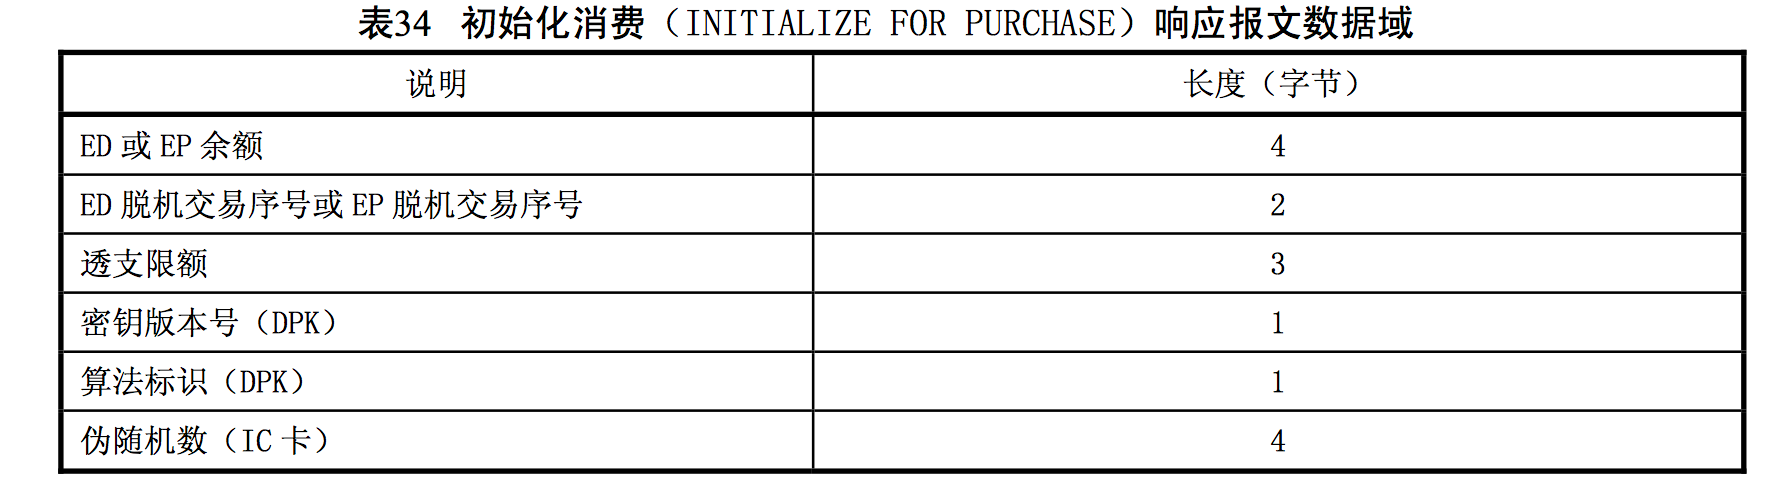 表34 初始化消费（INITIALIZE FOR PURCHASE）响应报文数据域
说明 长度（字节）
ED 或 EP 余额 4
ED 脱机交易序号或 EP 脱机交易序号 2
透支限额 3
密钥版本号（DPK） 1
算法标识（DPK） 1
伪随机数（IC 卡） 4